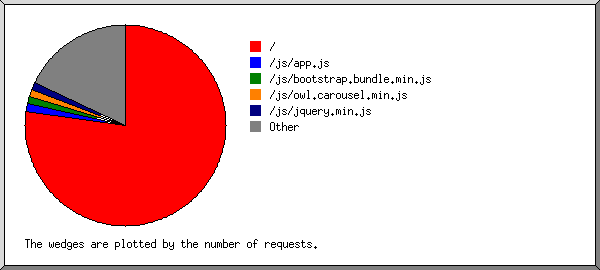 /
/js/app.js
/js/bootstrap.bundle.min.js
/js/owl.carousel.min.js
/js/jquery.min.js
Other
The wedges are plotted by the number of requests.